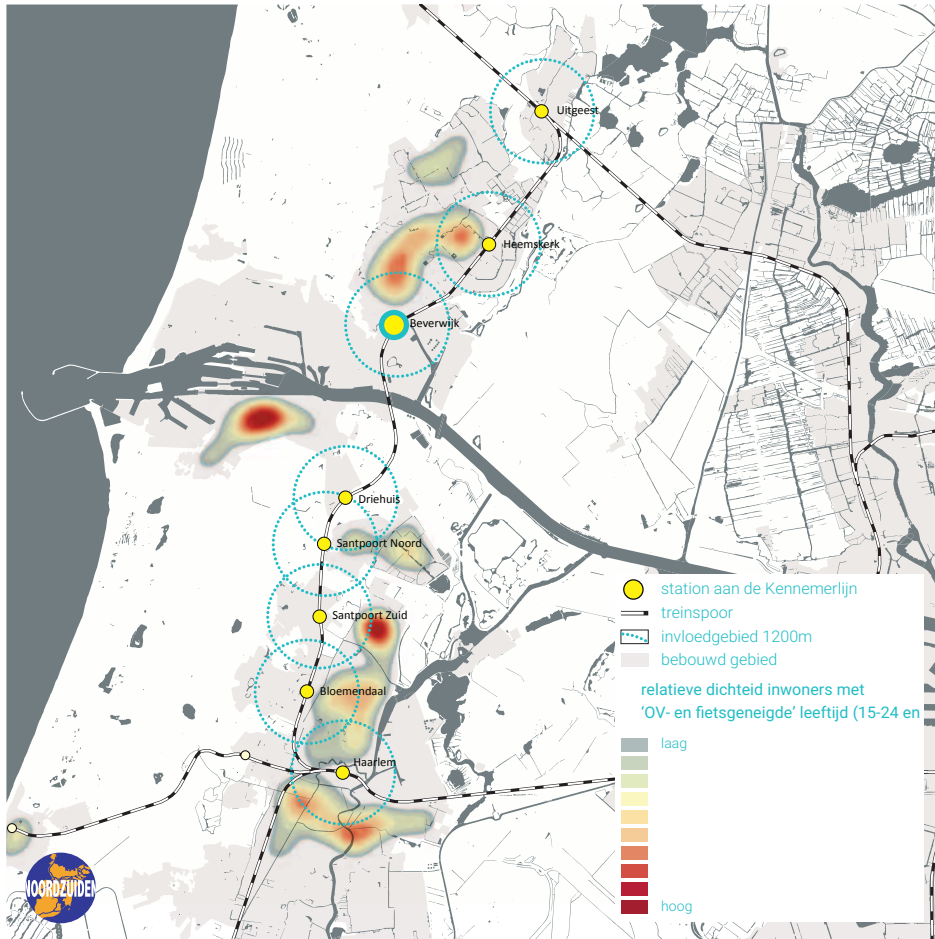 Uitgeest
Heemskerk
Beverwijk
Driehuis
Santpoort Noord
Santpoort Zuid
Bloemendaal
Haarlem
station aan de Kennemerlijn
treinspoor
invloedgebied 1200m
bebouwd gebied
relatieve dichteid inwoners met
‘OV- en fietsgeneigde’ leeftijd (15-24 en
laag
hoog
NOORDZUIDEN